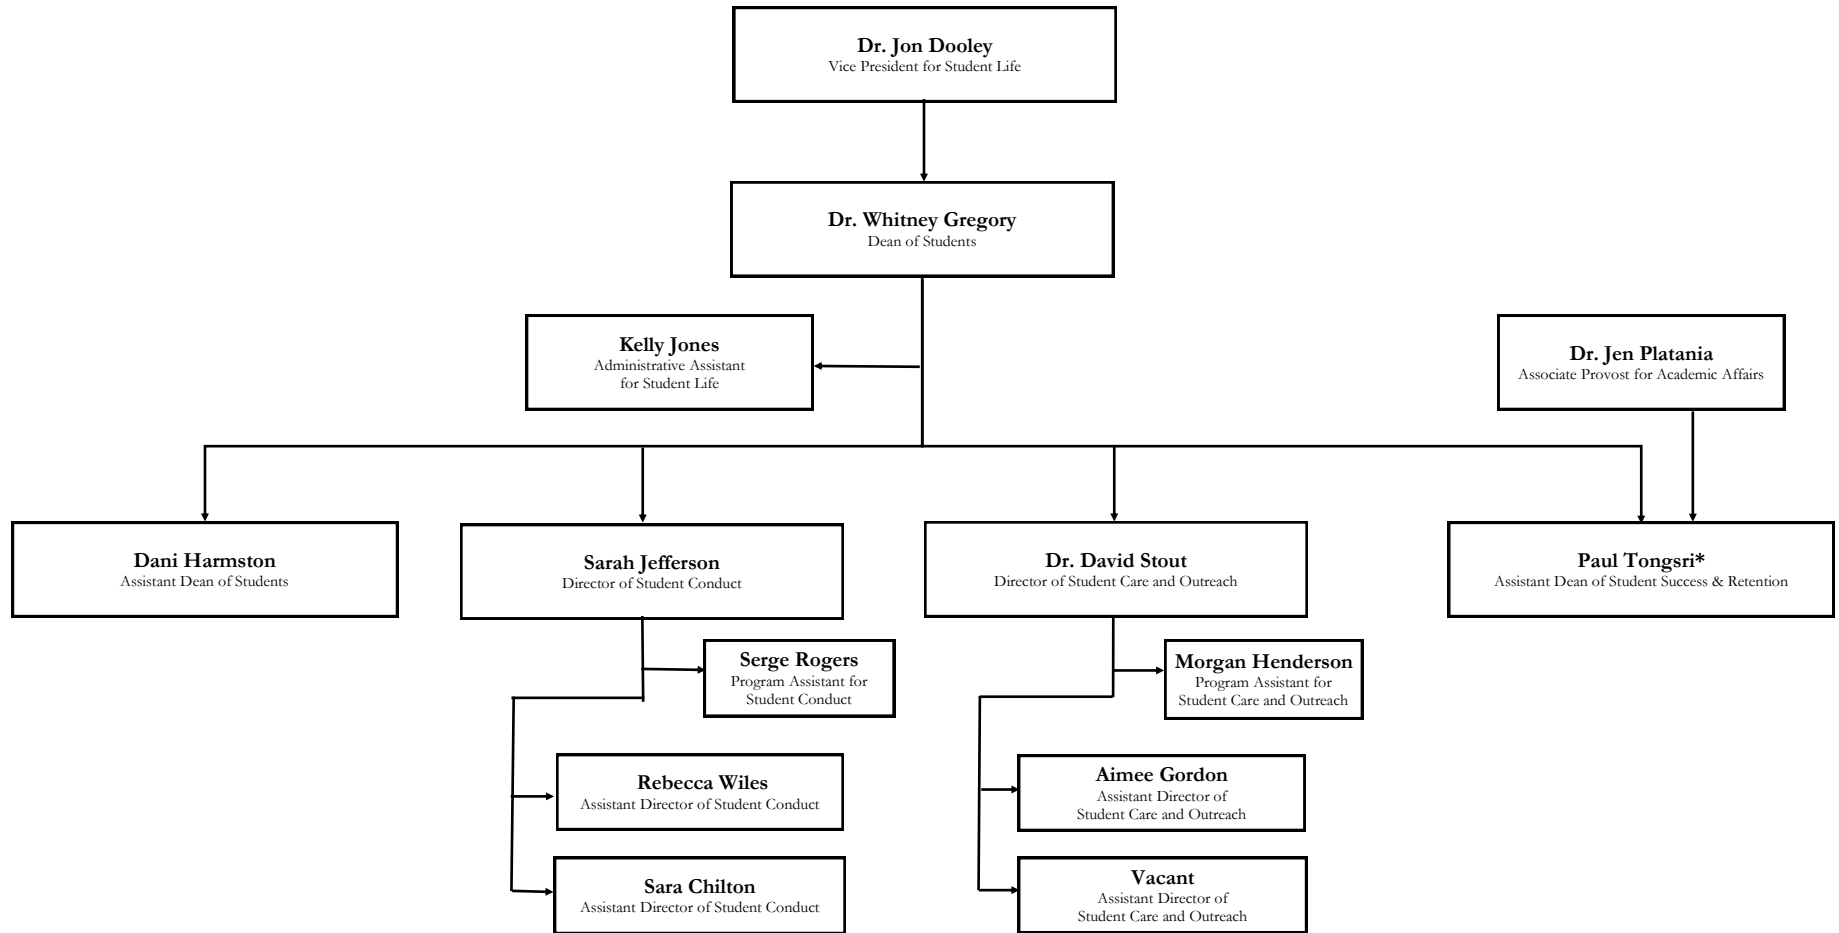 Dr. Jon Dooley
Vice President for Student Life
Dr. Whitney Gregory
Dean of Students
Kelly Jones
Administrative Assistant
for Student Life
Dr. Jen Platania
Associate Provost for Academic Affairs
Dani Harmston
Assistant Dean of Students
Sarah Jefferson
Director of Student Conduct
Dr. David Stout
Director of Student Care and Outreach
Paul Tongsri*
Assistant Dean of Student Success & Retention
Serge Rogers
Program Assistant for
Student Conduct
Morgan Henderson
Program Assistant for
Student Care and Outreach
Rebecca Wiles
Assistant Director of Student Conduct
Aimee Gordon
Assistant Director of
Student Care and Outreach
Sara Chilton
Assistant Director of Student Conduct
Vacant
Assistant Director of
Student Care and Outreach